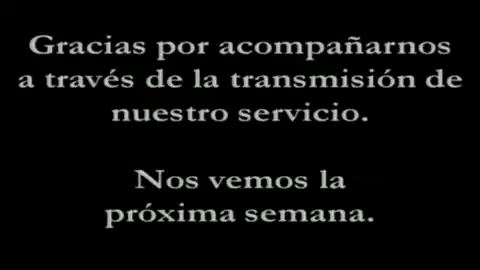 Gracias por acompañarnos
a través de la transmisión de
nuestro servicio.
Nos vemos la
próxima semana.